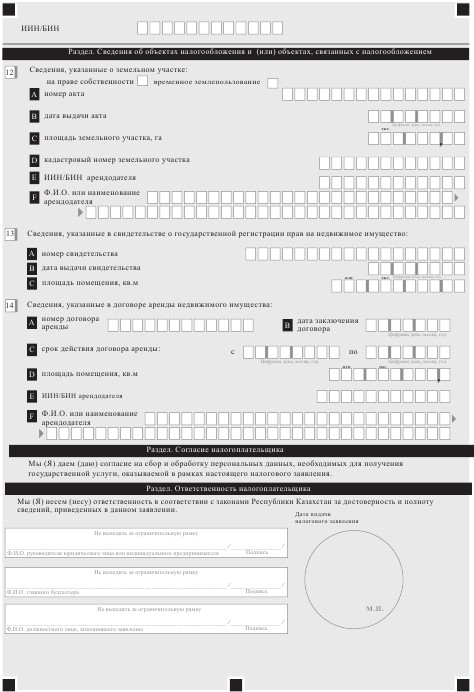 ИИН/БИН
Раздел. Сведения об объектах налогообложения и (или) объектах, связанных с налогообложением
12 Сведения, указанные о земельном участке:
на праве собственности временное землепользование
A номер акта
B дата выдачи акта
Цифрами день, месяц, год
C площадь земельного участка, га
тыс.
,
D кадастровый номер земельного участка
E ИИН/БИН арендодателя
F Ф.И.О. или наименование
арендодателя
13 Сведения, указанные в свидетельстве о государственной регистрации прав на недвижимое имущество:
A номер свидетельства
B дата выдачи свидетельства
Цифрами день, месяц, год
C площадь помещения, кв.м
млн. тыс.
14 Сведения, указанные в договоре аренды недвижимого имущества:
A номер договора
аренды
B дата заключения
договора
Цифрами день, месяц, год
C срок действия договора аренды: с по
Цифрами день, месяц, год Цифрами день, месяц, год
млн. тыс.
D площадь помещения, кв.м
,
E ИИН/БИН арендодателя
F Ф.И.О. или наименование
арендодателя
Раздел. Согласие налогоплательщика
Мы (Я) даем (даю) согласие на сбор и обработку персональных данных, необходимых для получения
государственной услуги, оказываемой в рамках настоящего налогового заявления.
Раздел. Ответственность налогоплательщика
Мы (Я) несем (несу) ответственность в соответствии с законами Республики Казахстан за достоверность и полноту
сведений, приведенных в данном заявлении.
Дата подачи
налогового заявления
Не выходить за ограничительную рамку
/ /
Ф.И.О. руководителя юридического лица или индивидуального предпринимателя Подпись
Не выходить за ограничительную рамку
/ /
Ф.И.О. главного бухгалтера Подпись
Не выходить за ограничительную рамку
/ /
Ф.И.О. должностного лица, заполнившего заявление Подпись
М.П.